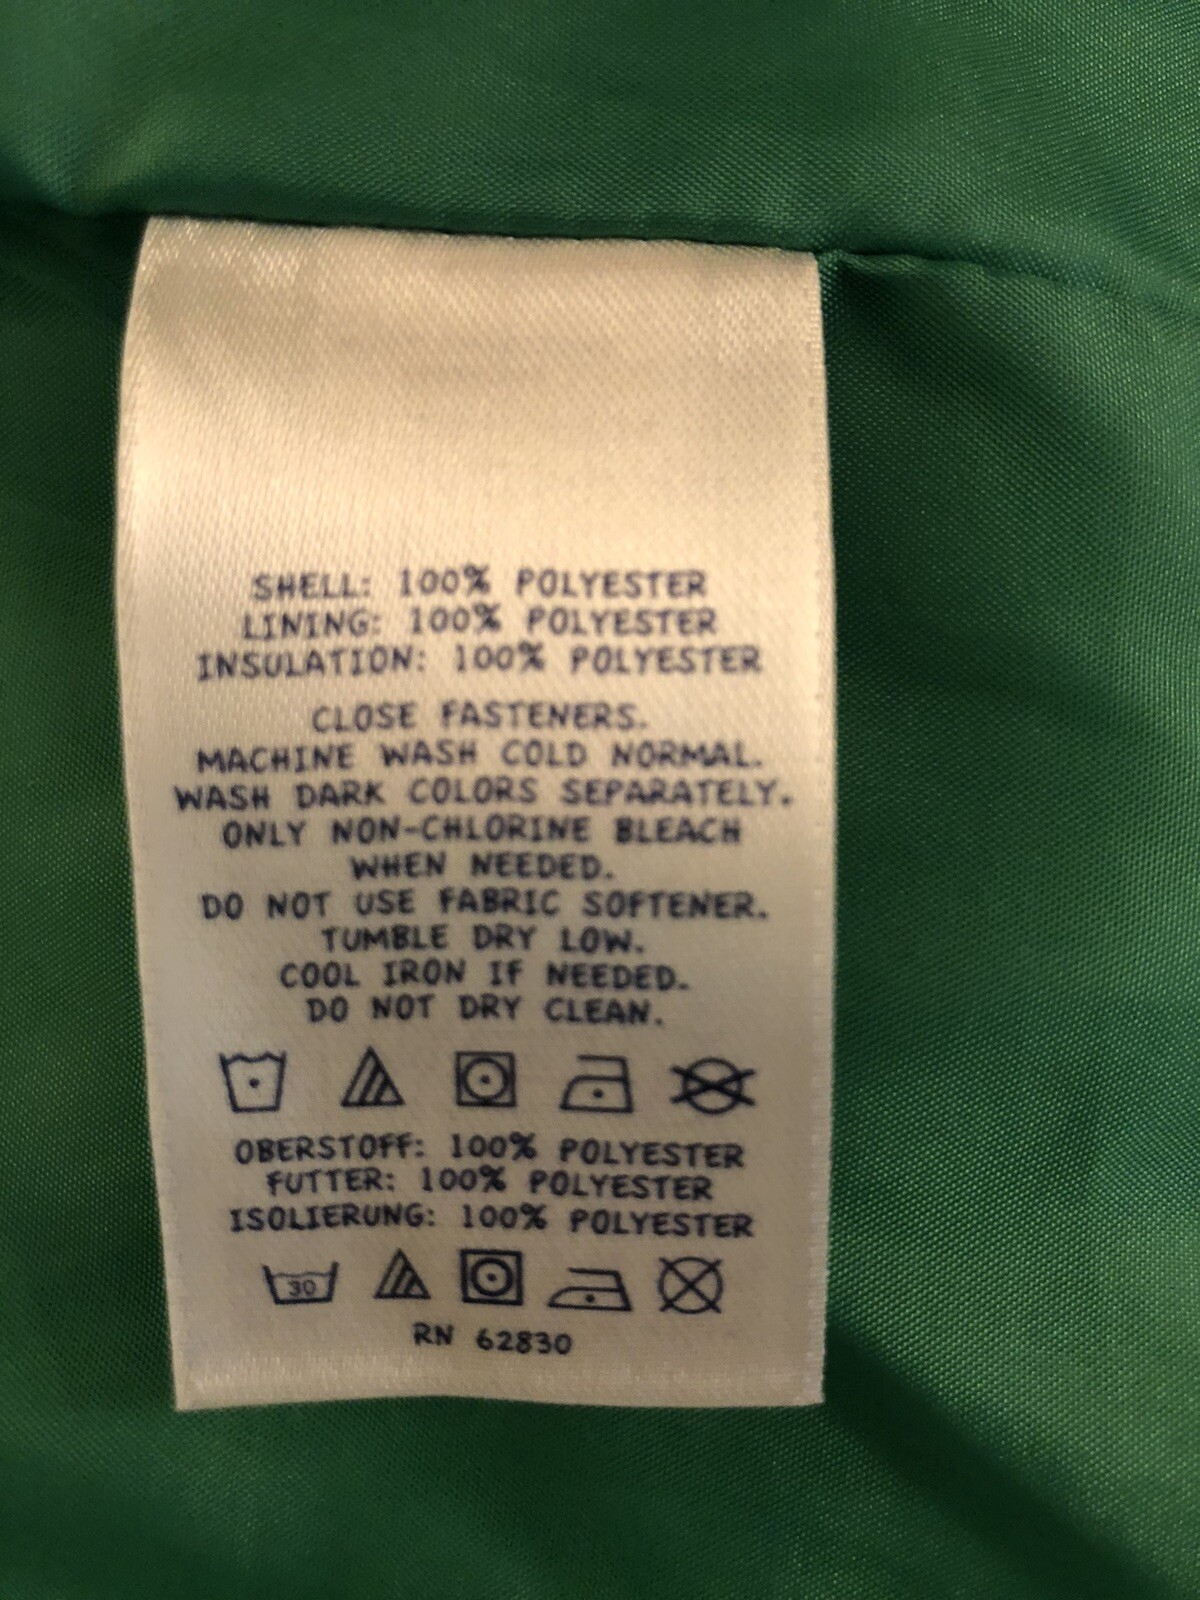 SHELL: 100% POLYESTER
LINING: 100% POLYESTER
INSULATION: 100% POLYESTER
CLOSE FASTENERS.
MACHINE WASH COLD NORMAL.
WASH DARK COLORS SEPARATELY.
ONLY NON-CHLORINE BLEACH
WHEN NEEDED.
DO NOT USE FABRIC SOFTENER.
TUMBLE DRY LOW.
COOL IRON IF NEEDED.
DO NOT DRY CLEAN.
OBERSTOFF: 100% POLYESTER
FUTTER: 100% POLYESTER
ISOLIERUNG: 100% POLYESTER
30
RN 62830